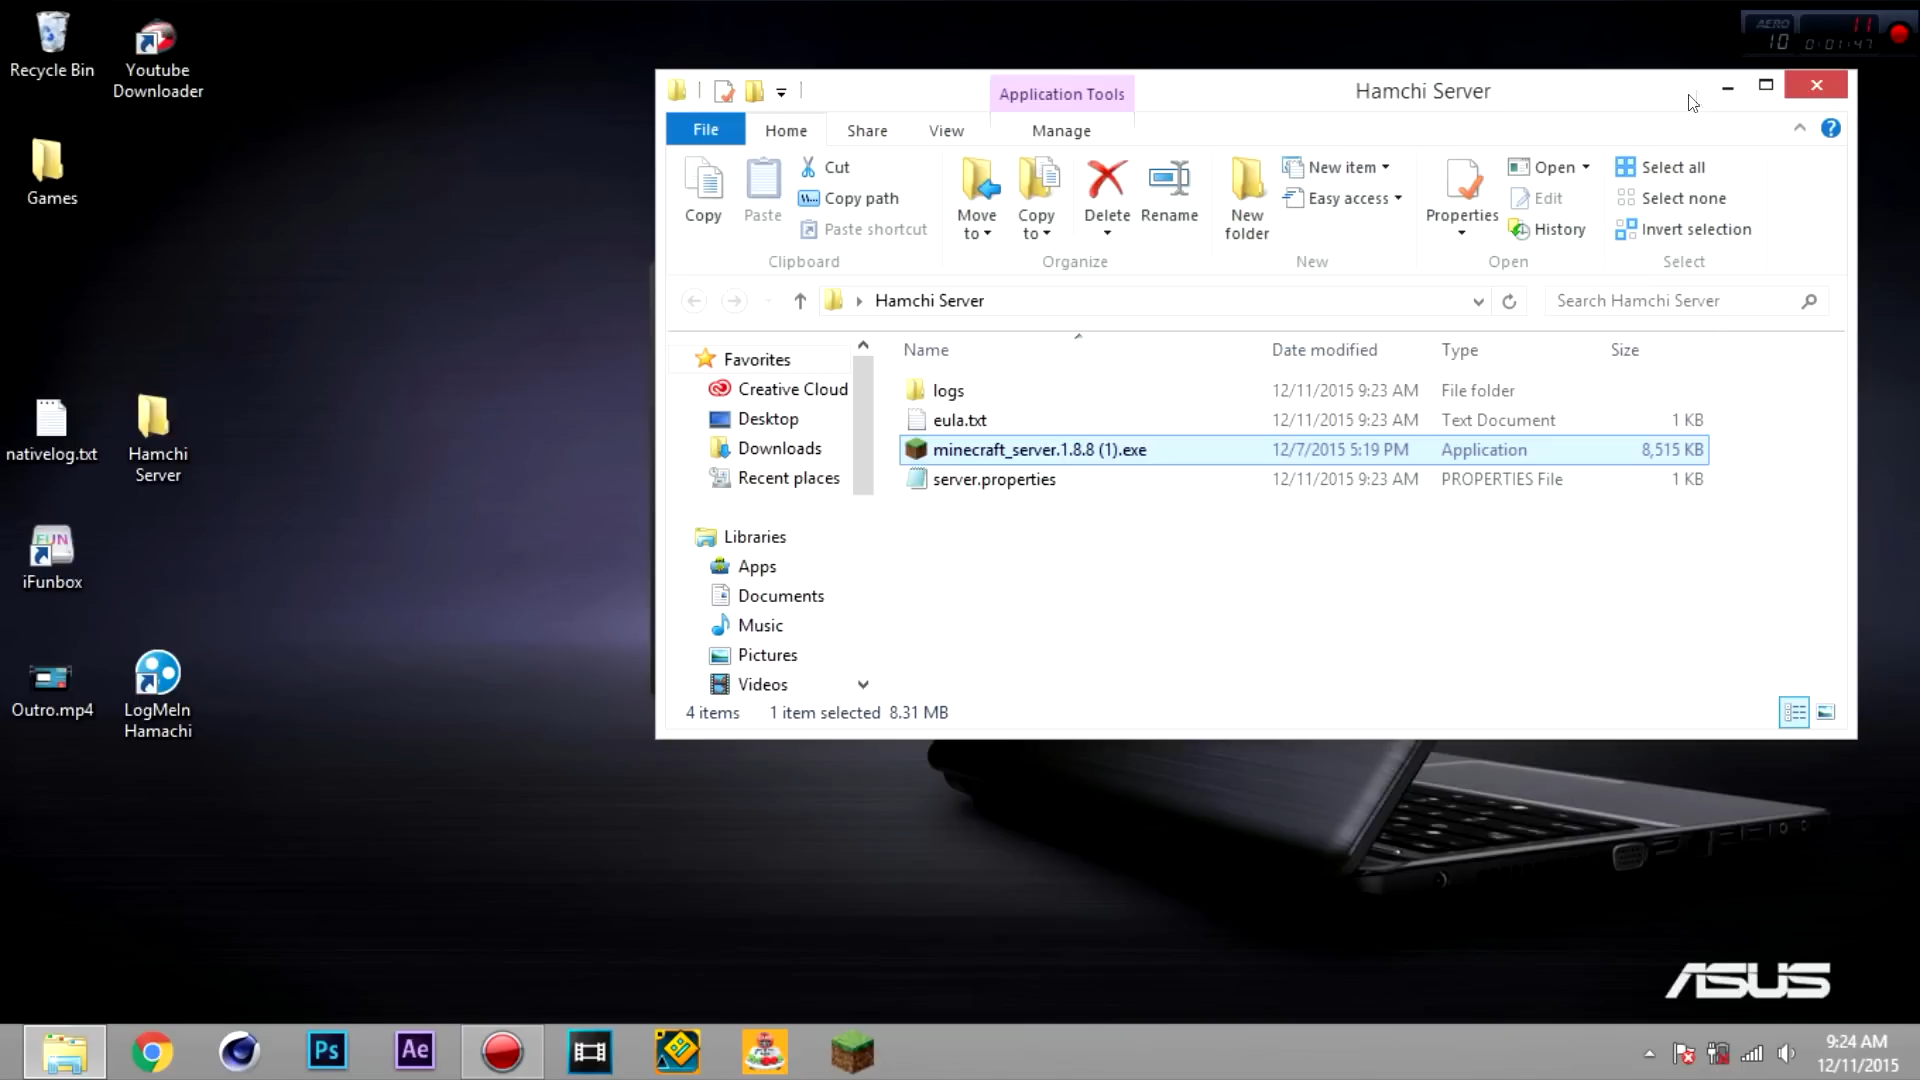 Recycle Bin
Youtube
Downloader
Games
nativelog.txt
Hamchi
Server
FUN
iFunbox
Outro.mp4
LogMeIn
Hamachi
AERO
10
11
0:01:47
Application Tools
Hamchi Server
File
Home
Share
View
Manage
Copy
Paste
Cut
Copy path
Paste shortcut
Clipboard
Move
to
Copy
to
Delete
Rename
Organize
New
folder
New item
Easy access
New
Properties
Open
Edit
History
Open
Select all
Select none
Invert selection
Select
Hamchi Server
Search Hamchi Server
Name
Date modified
Type
Size
Favorites
Creative Cloud
Desktop
Downloads
Recent places
Libraries
Apps
Documents
Music
Pictures
Videos
logs 12/11/2015 9:23 AM File folder
eula.txt 12/11/2015 9:23 AM Text Document 1 KB
minecraft_server.1.8.8 (1).exe 12/7/2015 5:19 PM Application 8,515 KB
server.properties 12/11/2015 9:23 AM PROPERTIES File 1 KB
4 items 1 item selected 8.31 MB
ASUS
Ps
Ae
9:24 AM
12/11/2015